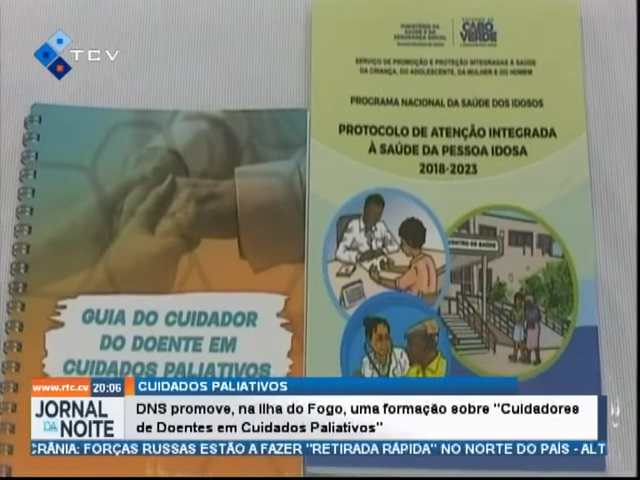 TCV
MINISTÉRIO
DA SAÚDE E DA
SEGURANÇA SOCIAL
GOVERNO DE
CABO
VERDE
SERVIÇO DE PROMOÇÃO E PROTEÇÃO INTEGRADAS À SAÚDE
DA CRIANÇA, DO ADOLESCENTE, DA MULHER E DO HOMEM
PROGRAMA NACIONAL DA SAÚDE DOS IDOSOS
PROTOCOLO DE ATENÇÃO INTEGRADA
À SAÚDE DA PESSOA IDOSA
2018-2023
ENTRO DE SAÚDE
GUIA DO CUIDADOR
DO DOENTE EM
CUIDADOS PALIATIVOS
www.rtc.cv 20:06 CUIDADOS PALIATIVOS
JORNAL
DA NOITE
DNS promove, na ilha do Fogo, uma formação sobre "Cuidadores
de Doentes em Cuidados Paliativos"
CRÂNIA: FORÇAS RUSSAS ESTÃO A FAZER "RETIRADA RÁPIDA" NO NORTE DO PAÍS - ALT